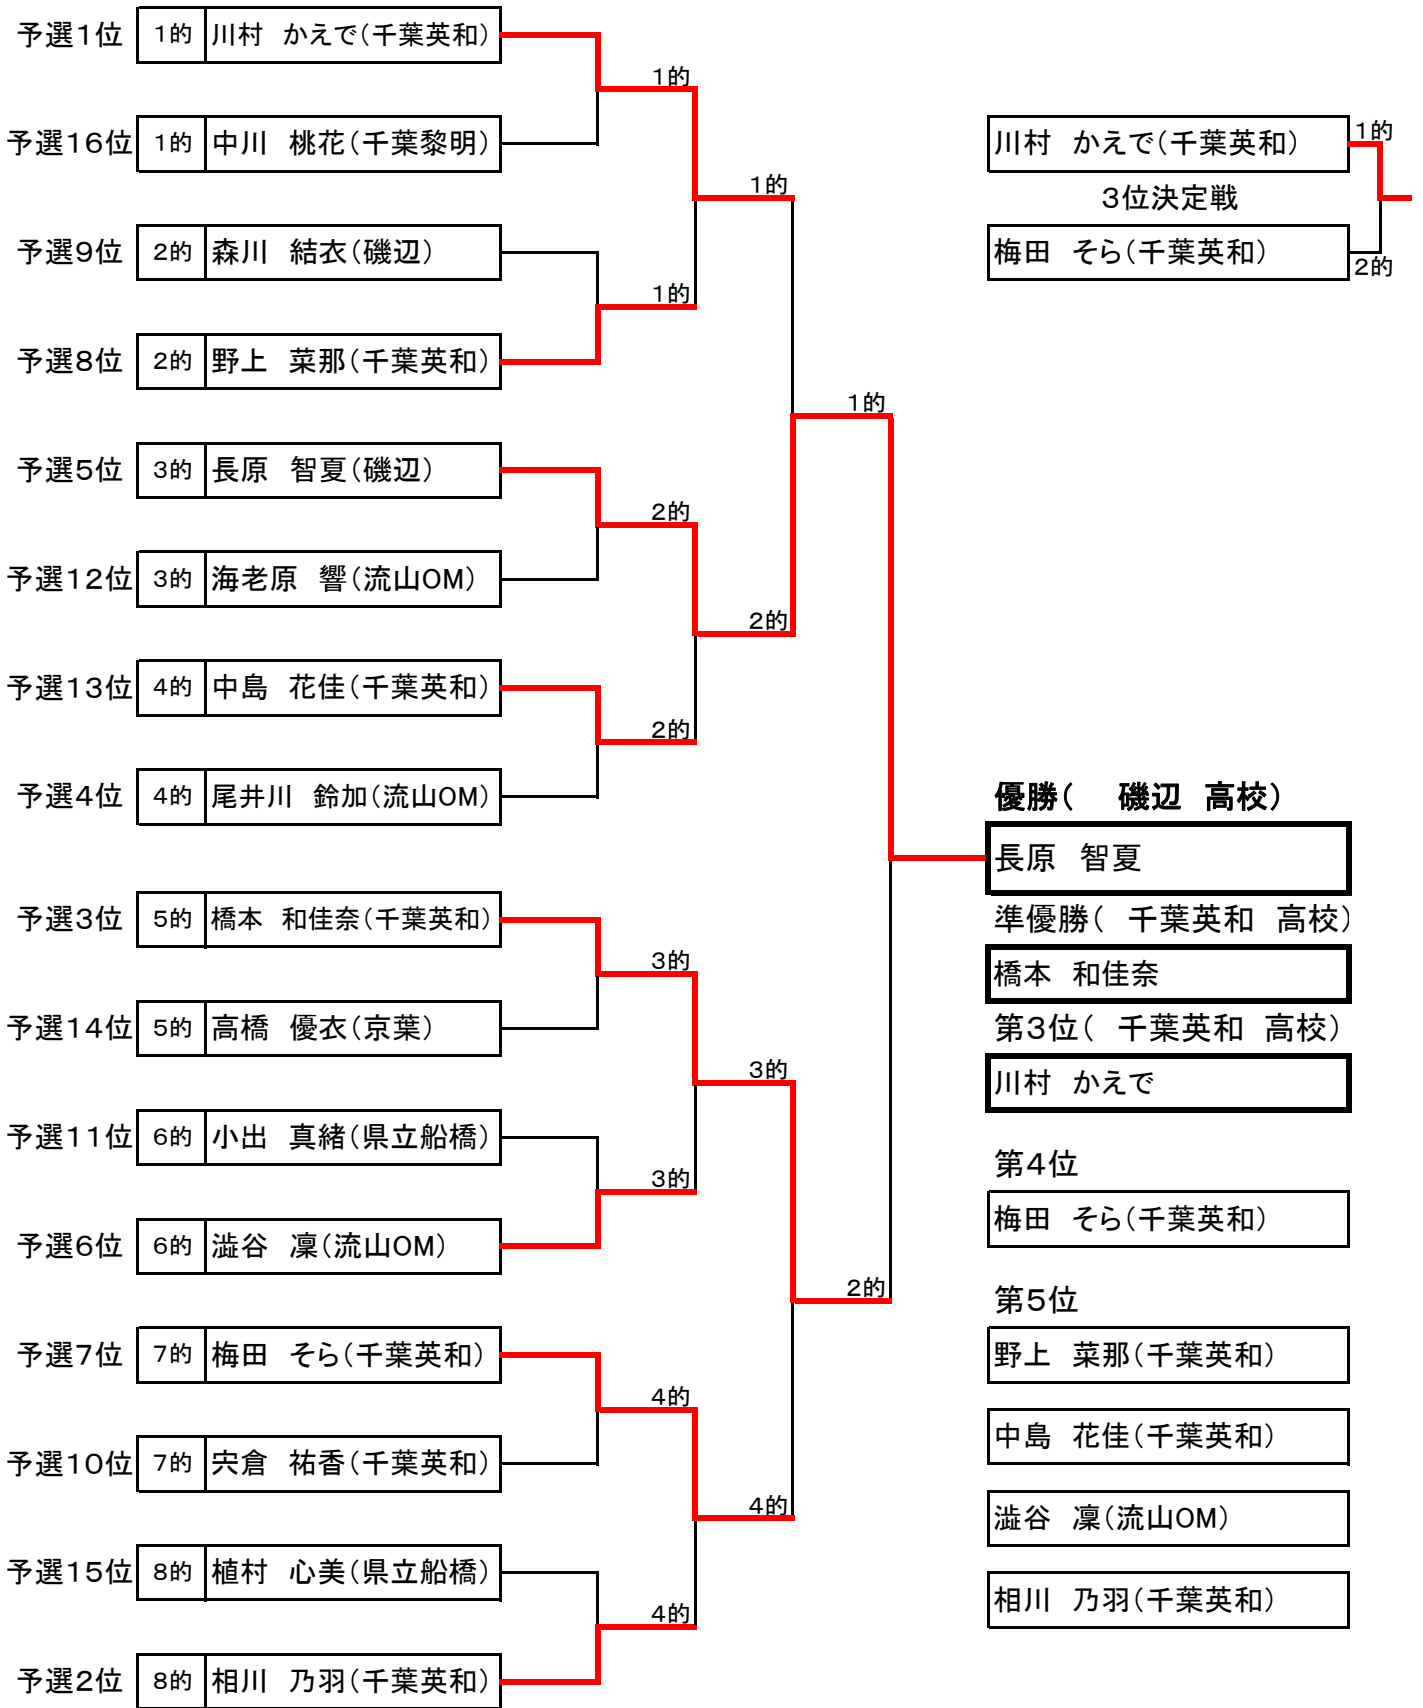 予選1位 1的 川村　かえで(千葉英和)
1的
予選16位 1的 中川　桃花(千葉黎明)
1的
予選9位 2的 森川　結衣(磯辺)
1的
予選8位 2的 野上　菜那(千葉英和)
1的
予選5位 3的 長原　智夏(磯辺)
2的
予選12位 3的 海老原　響(流山OM)
2的
予選13位 4的 中島　花佳(千葉英和)
2的
予選4位 4的 尾井川　鈴加(流山OM)
予選3位 5的 橋本　和佳奈(千葉英和)
3的
予選14位 5的 高橋　優衣(京葉)
3的
予選11位 6的 小出　真緒(県立船橋)
3的
予選6位 6的 澁谷　凜(流山OM)
2的
予選7位 7的 梅田　そら(千葉英和)
4的
予選10位 7的 宍倉　祐香(千葉英和)
4的
予選15位 8的 植村　心美(県立船橋)
4的
予選2位 8的 相川　乃羽(千葉英和)
川村　かえで(千葉英和)
1的
3位決定戦
梅田　そら(千葉英和)
2的
優勝(　磯辺　高校)
長原　智夏
準優勝(　千葉英和　高校)
橋本　和佳奈
第3位(　千葉英和　高校)
川村　かえで
第4位
梅田　そら(千葉英和)
第5位
野上　菜那(千葉英和)
中島　花佳(千葉英和)
澁谷　凜(流山OM)
相川　乃羽(千葉英和)